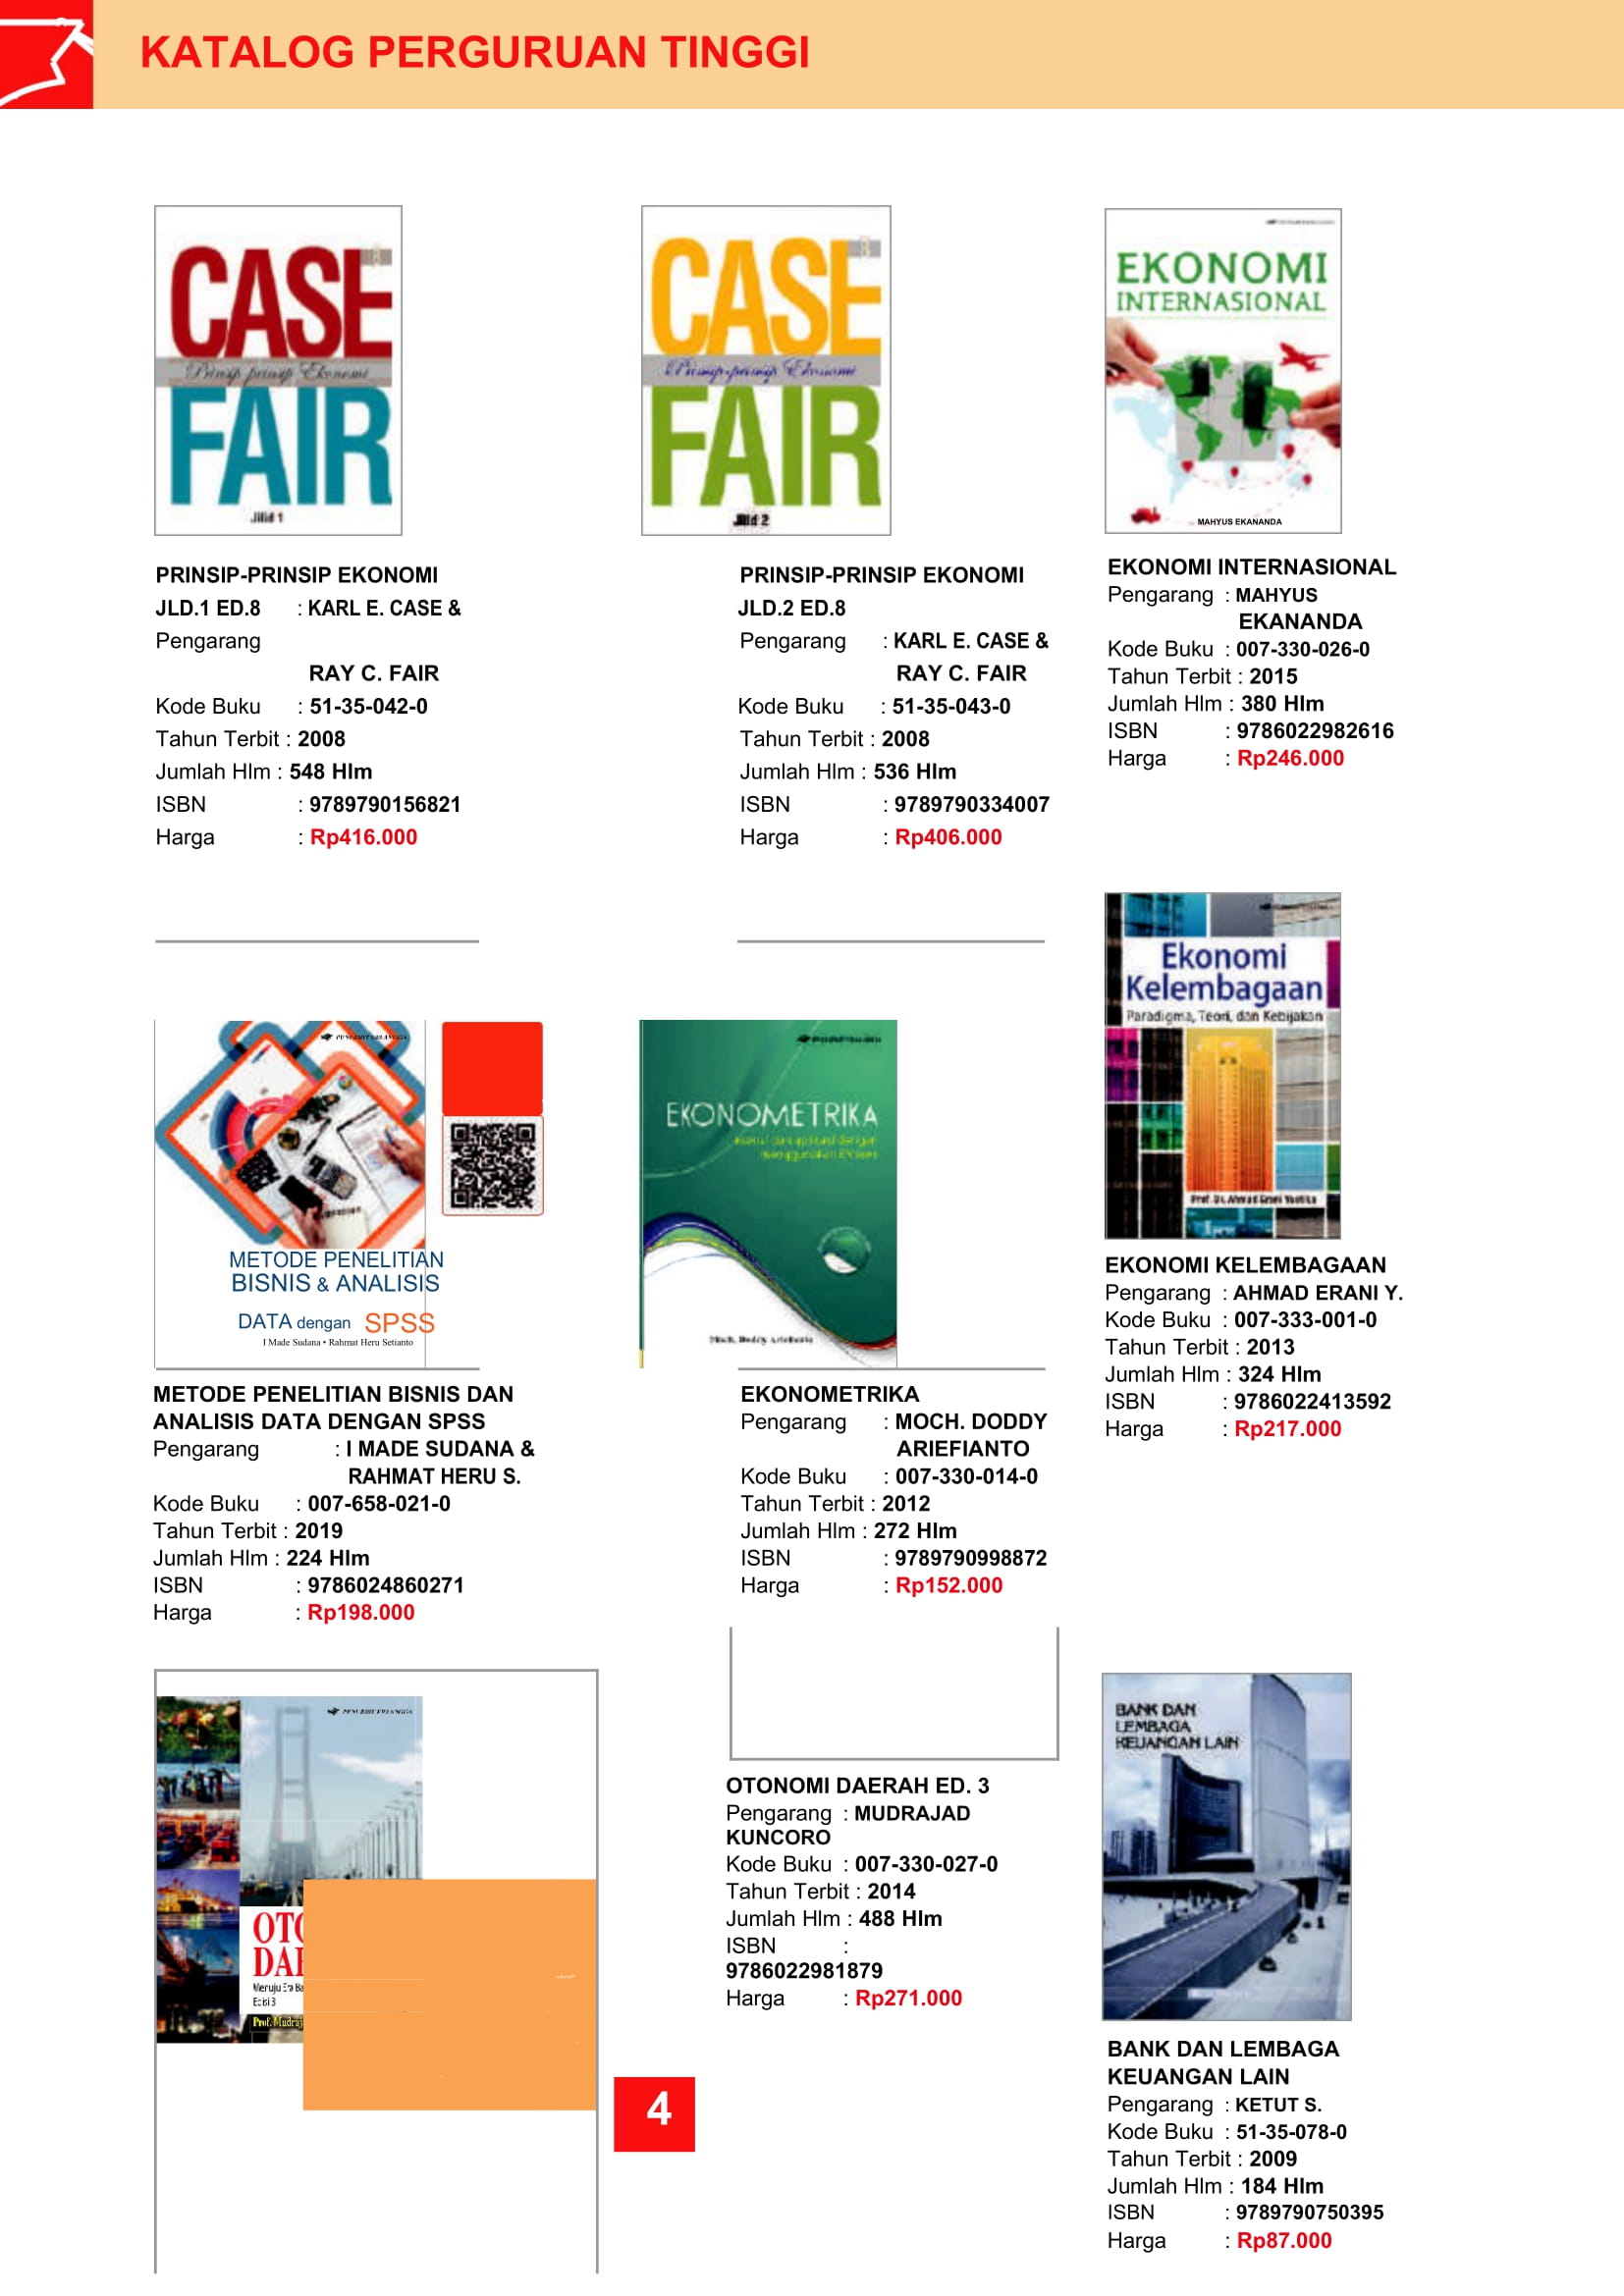 KATALOG PERGURUAN TINGGI
CASE
Prinsip-prinsip Ekonomi
FAIR
Jilid 1
PRINSIP-PRINSIP EKONOMI
JLD.1 ED.8 : KARL E. CASE &
Pengarang
RAY C. FAIR
Kode Buku : 51-35-042-0
Tahun Terbit : 2008
Jumlah Hlm : 548 Hlm
ISBN : 9789790156821
Harga : Rp416.000
CASE
Prinsip-prinsip Ekonomi
FAIR
Jilid 2
PRINSIP-PRINSIP EKONOMI
JLD.2 ED.8
Pengarang : KARL E. CASE &
RAY C. FAIR
Kode Buku : 51-35-043-0
Tahun Terbit : 2008
Jumlah Hlm : 536 Hlm
ISBN : 9789790334007
Harga : Rp406.000
EKONOMI
INTERNASIONAL
MAHYUS EKANANDA
EKONOMI INTERNASIONAL
Pengarang : MAHYUS
EKANANDA
Kode Buku : 007-330-026-0
Tahun Terbit : 2015
Jumlah Hlm : 380 Hlm
ISBN : 9786022982616
Harga : Rp246.000
PENERBIT ERLANGGA
METODE PENELITIAN
BISNIS & ANALISIS
DATA dengan SPSS
I Made Sudana • Rahmat Heru Setianto
METODE PENELITIAN BISNIS DAN
ANALISIS DATA DENGAN SPSS
Pengarang : I MADE SUDANA &
RAHMAT HERU S.
Kode Buku : 007-658-021-0
Tahun Terbit : 2019
Jumlah Hlm : 224 Hlm
ISBN : 9786024860271
Harga : Rp198.000
EKONOMETRIKA
Moch. Doddy Ariefianto
EKONOMETRIKA
Pengarang : MOCH. DODDY
ARIEFIANTO
Kode Buku : 007-330-014-0
Tahun Terbit : 2012
Jumlah Hlm : 272 Hlm
ISBN : 9789790998872
Harga : Rp152.000
Ekonomi
Kelembagaan
Paradigma, Teori, dan Kebijakan
Prof. Dr. Ahmad Erani Yustika
EKONOMI KELEMBAGAAN
Pengarang : AHMAD ERANI Y.
Kode Buku : 007-333-001-0
Tahun Terbit : 2013
Jumlah Hlm : 324 Hlm
ISBN : 9786022413592
Harga : Rp217.000
PENERBIT ERLANGGA
OTO
DAE
Menuju Era Ba
Edisi 3
Prof. Mudraj
OTONOMI DAERAH ED. 3
Pengarang : MUDRAJAD
KUNCORO
Kode Buku : 007-330-027-0
Tahun Terbit : 2014
Jumlah Hlm : 488 Hlm
ISBN :
9786022981879
Harga : Rp271.000
BANK DAN
LEMBAGA
KEUANGAN LAIN
BANK DAN LEMBAGA
KEUANGAN LAIN
Pengarang : KETUT S.
Kode Buku : 51-35-078-0
Tahun Terbit : 2009
Jumlah Hlm : 184 Hlm
ISBN : 9789790750395
Harga : Rp87.000
4